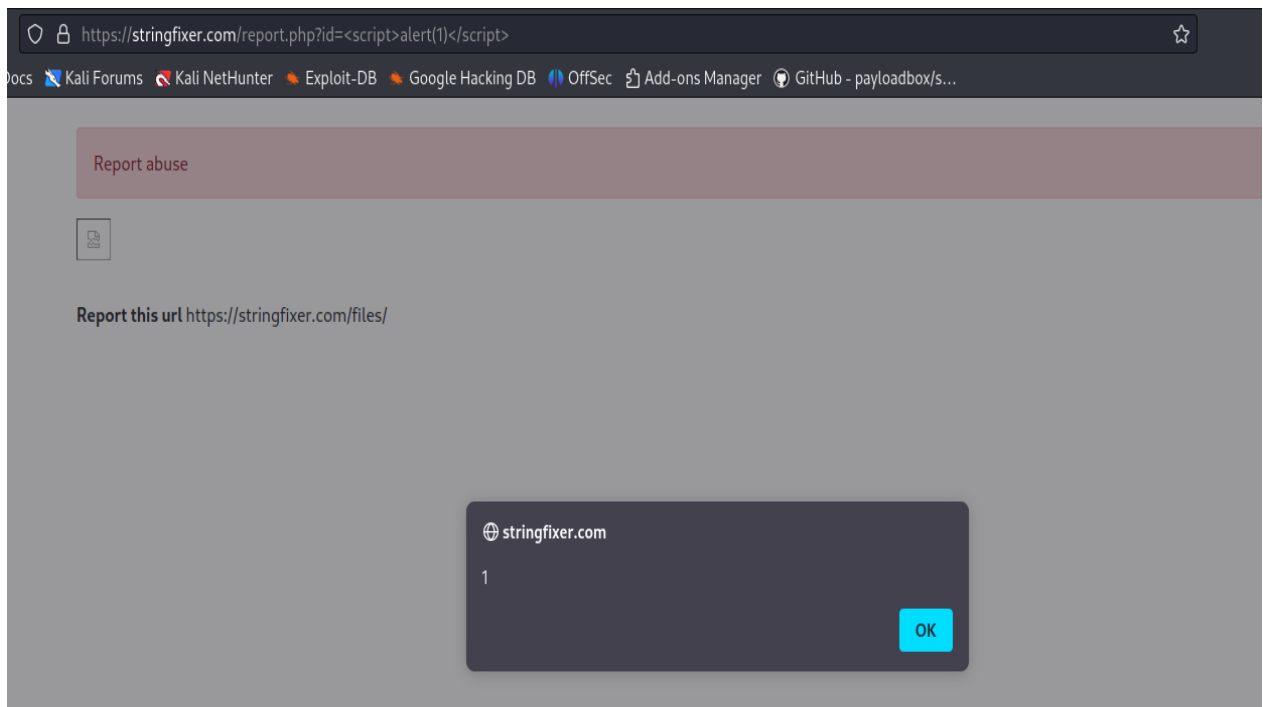 https://stringfixer.com/report.php?id=<script>alert(1)</script>
Docs Kali Forums Kali NetHunter Exploit-DB Google Hacking DB OffSec Add-ons Manager GitHub - payloadbox/s…
Report abuse
Report this url https://stringfixer.com/files/
stringfixer.com
1
OK